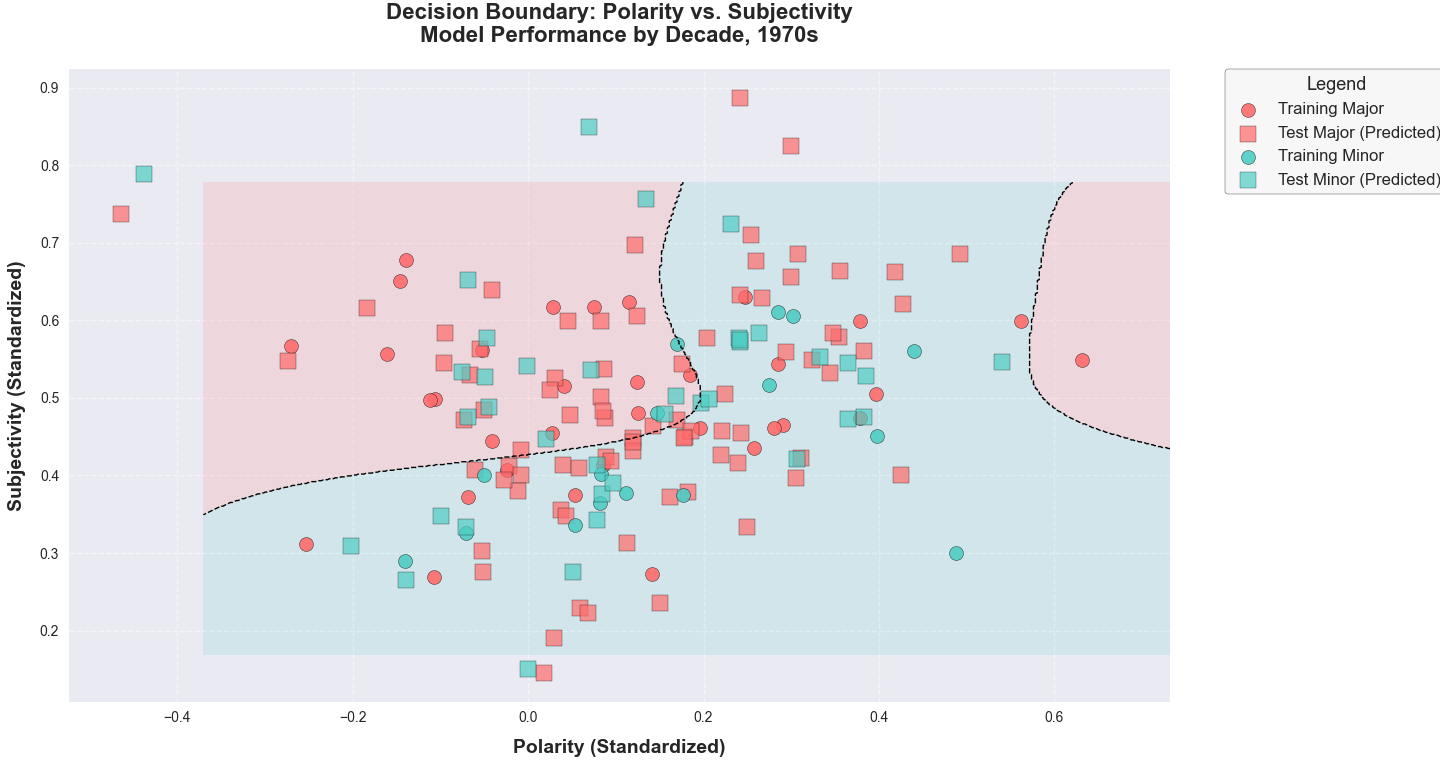 Decision Boundary: Polarity vs. Subjectivity
Model Performance by Decade, 1970s
Legend
Training Major
Test Major (Predicted)
Training Minor
Test Minor (Predicted)
Subjectivity (Standardized)
0.9
0.8
0.7
0.6
0.5
0.4
0.3
0.2
−0.4
−0.2
0.0
0.2
0.4
0.6
Polarity (Standardized)